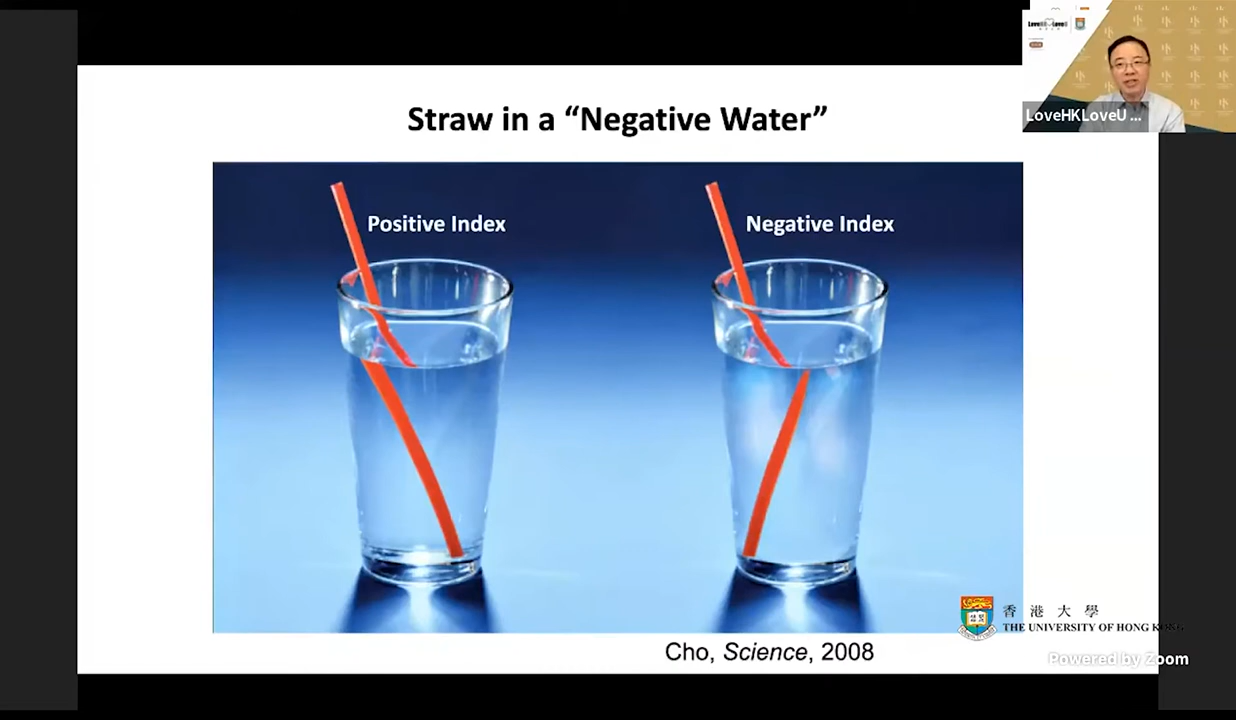 LoveHKLoveU ...
Straw in a “Negative Water”
Positive Index
Negative Index
香港大學
THE UNIVERSITY OF HONG KONG
Cho, Science, 2008
Powered by Zoom